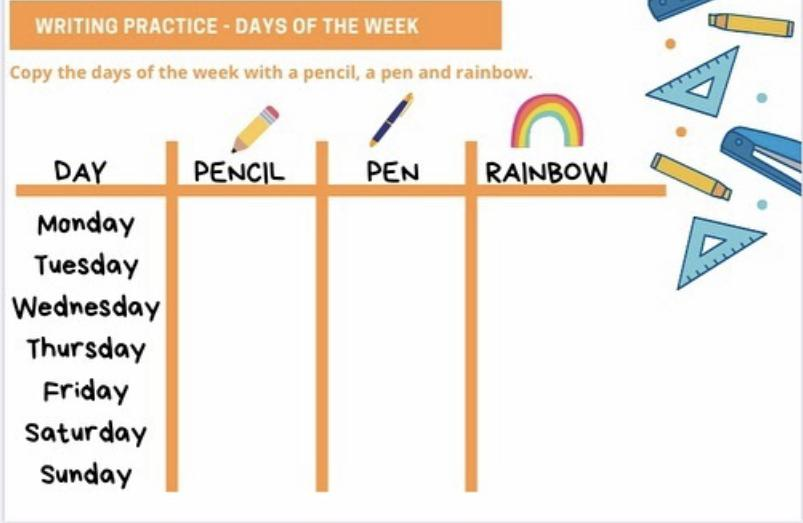 WRITING PRACTICE - DAYS OF THE WEEK
Copy the days of the week with a pencil, a pen and rainbow.
DAY PENCIL PEN RAINBOW
Monday
Tuesday
Wednesday
Thursday
Friday
Saturday
Sunday